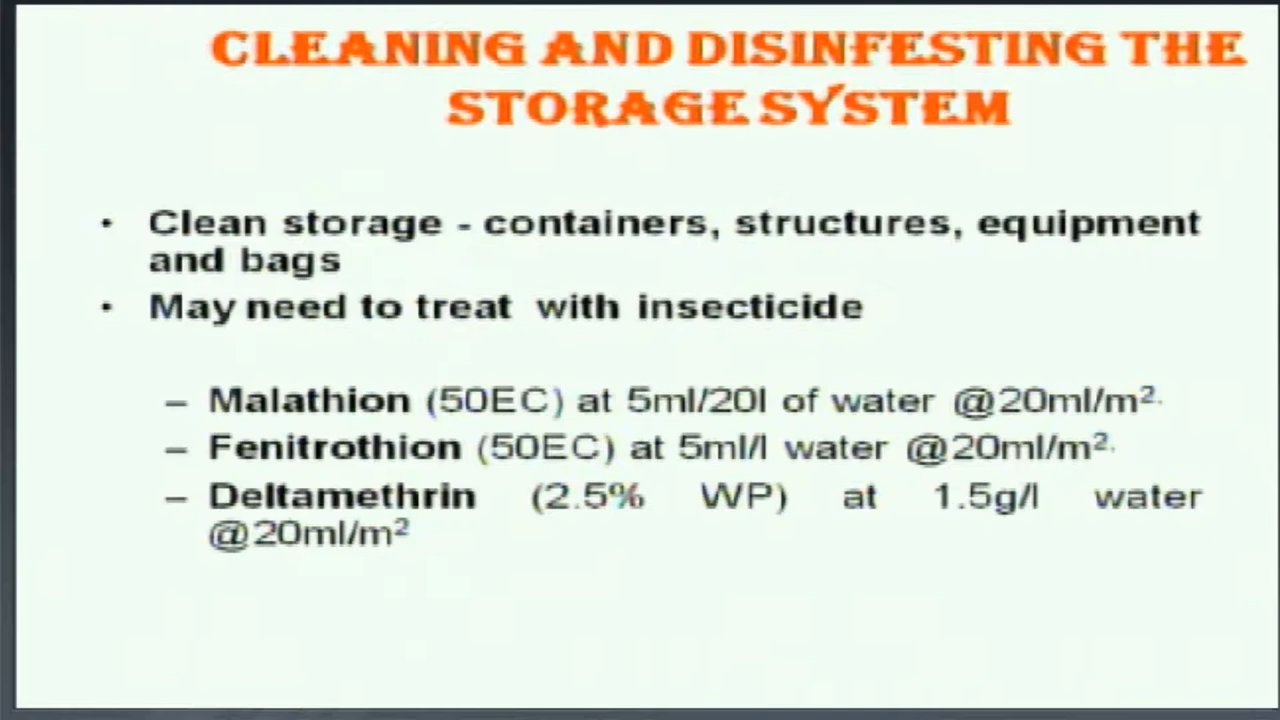 CLEANING AND DISINFESTING THE
STORAGE SYSTEM
• Clean storage - containers, structures, equipment
and bags
• May need to treat with insecticide
– Malathion (50EC) at 5ml/20l of water @20ml/m².
– Fenitrothion (50EC) at 5ml/l water @20ml/m².
– Deltamethrin (2.5% WP) at 1.5g/l water
@20ml/m²